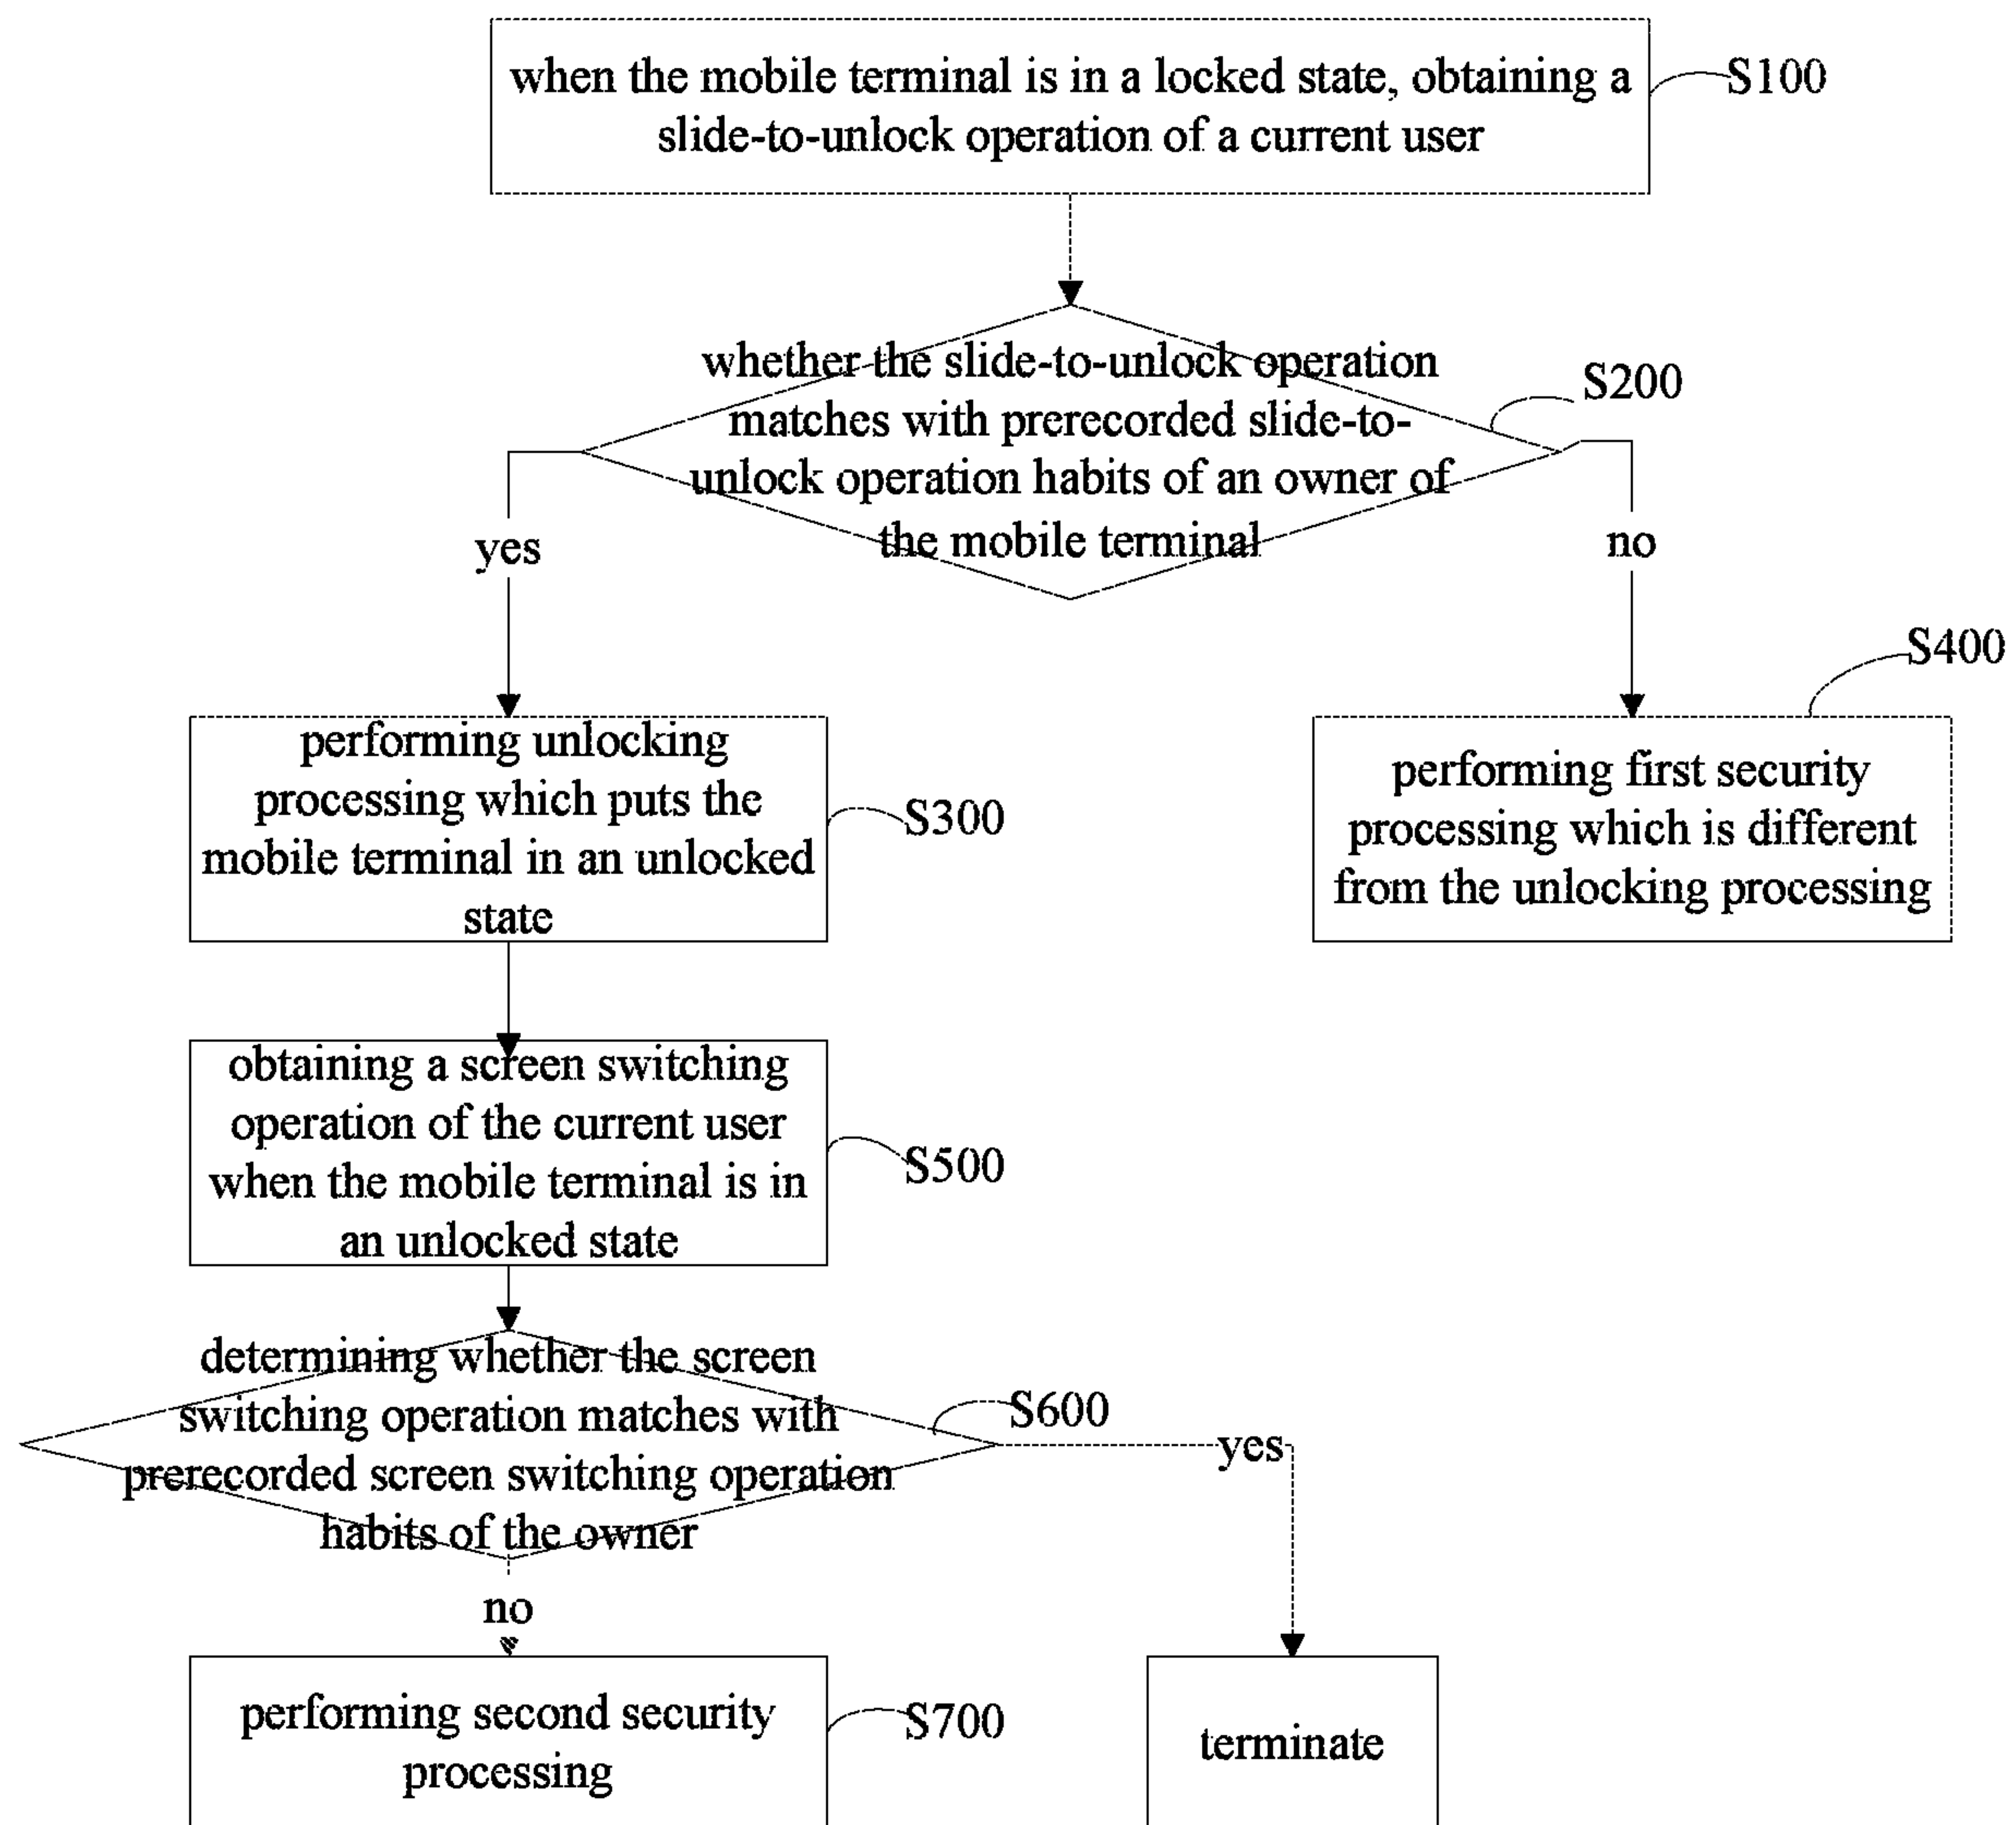 when the mobile terminal is in a locked state, obtaining a
slide-to-unlock operation of a current user
S100
whether the slide-to-unlock operation
matches with prerecorded slide-to-
unlock operation habits of an owner of
the mobile terminal
S200
yes
no
S400
performing unlocking
processing which puts the
mobile terminal in an unlocked
state
S300
performing first security
processing which is different
from the unlocking processing
obtaining a screen switching
operation of the current user
when the mobile terminal is in
an unlocked state
S500
determining whether the screen
switching operation matches with
prerecorded screen switching operation
habits of the owner
S600
yes
no
performing second security
processing
S700
terminate